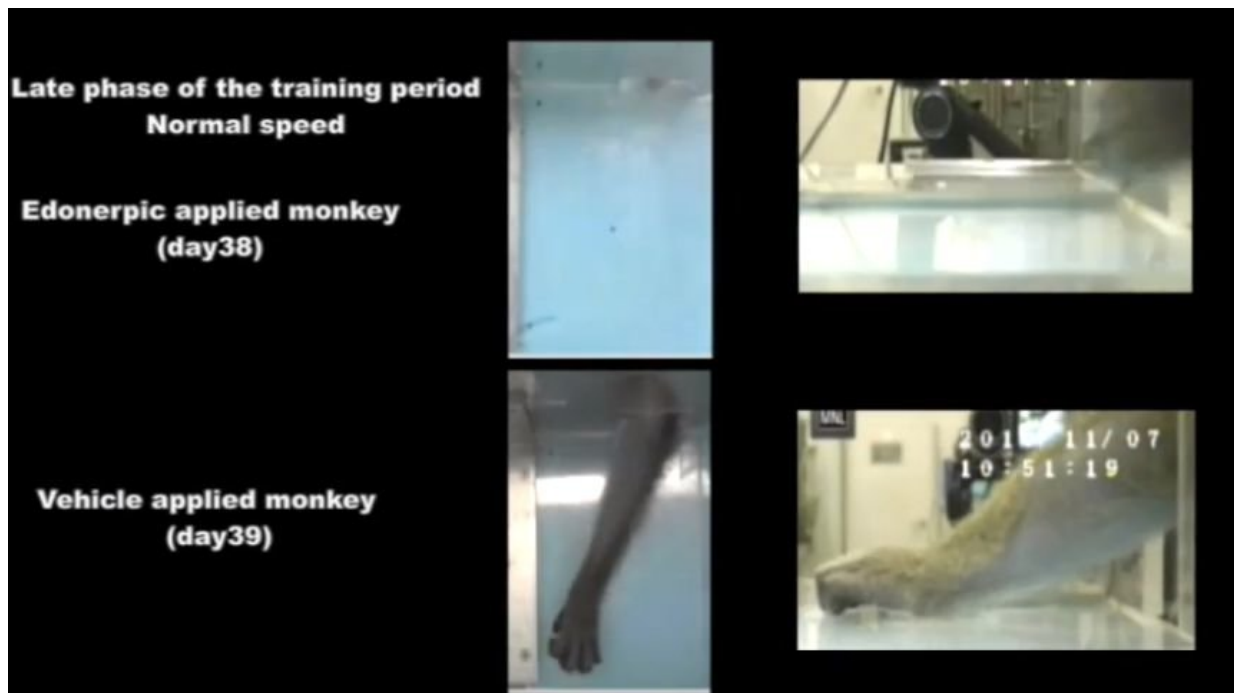 Late phase of the training period
Normal speed
Edonerpic applied monkey
(day38)
MNL
11/07
10:51:19
Vehicle applied monkey
(day39)